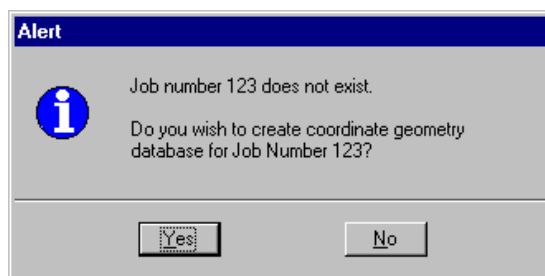 Alert
Job number 123 does not exist.
Do you wish to create coordinate geometry
database for Job Number 123?
Yes
No